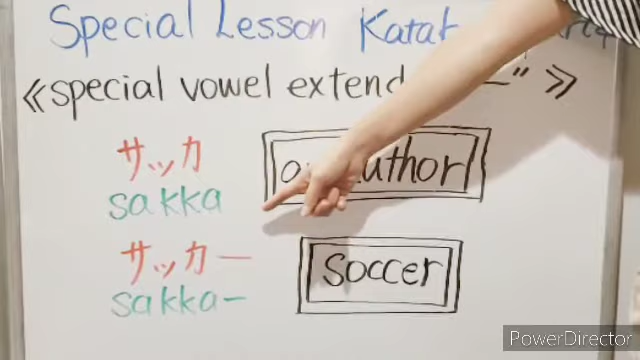 Special Lesson
≪special vowel extend ー" ≫
サッカ author
sakka
サッカー soccer
sakkaー
PowerDirector